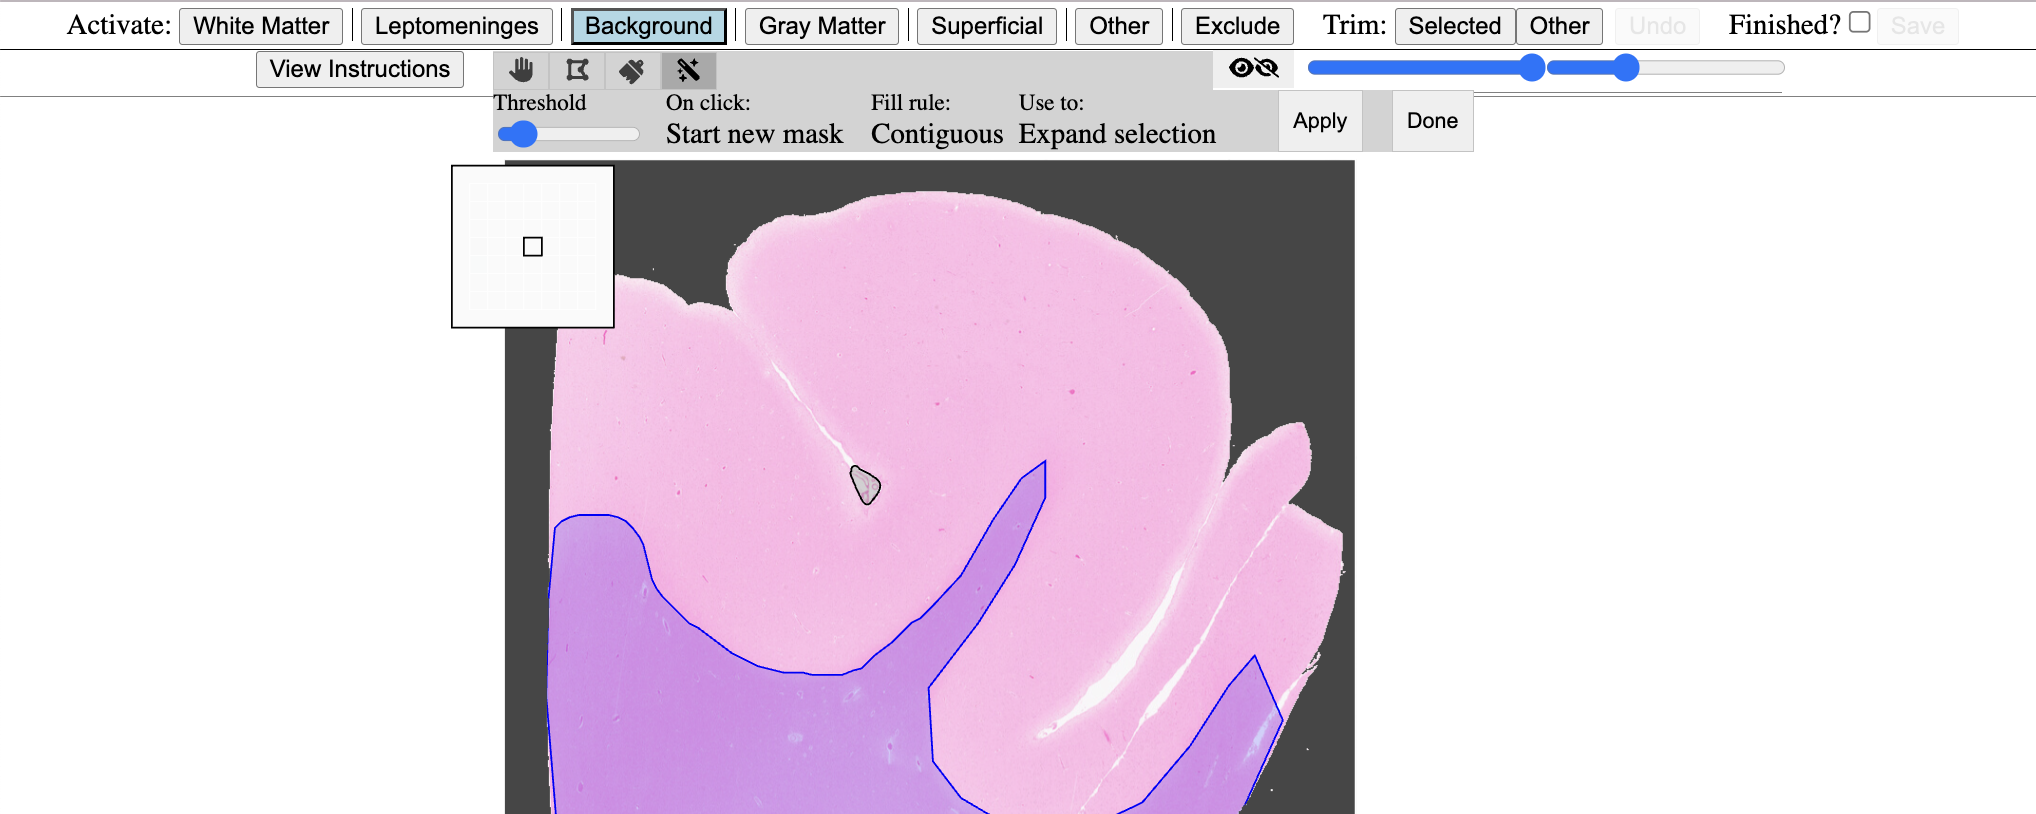 Activate: White Matter Leptomeninges Background Gray Matter Superficial Other Exclude Trim: Selected Other Undo Finished? Save
View Instructions
Threshold On click: Fill rule: Use to:
Start new mask Contiguous Expand selection Apply Done